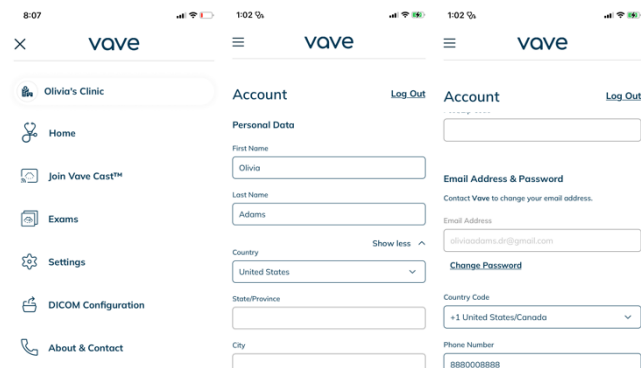 8:07
vave
Olivia's Clinic
Home
Join Vave Cast™
Exams
Settings
DICOM Configuration
About & Contact
1:02
vave
Account
Log Out
Personal Data
First Name
Olivia
Last Name
Adams
Show less
Country
United States
State/Province
City
1:02
vave
Account
Log Out
Email Address & Password
Contact Vave to change your email address.
Email Address
oliviaadams.dr@gmail.com
Change Password
Country Code
+1 United States/Canada
Phone Number
8880008888